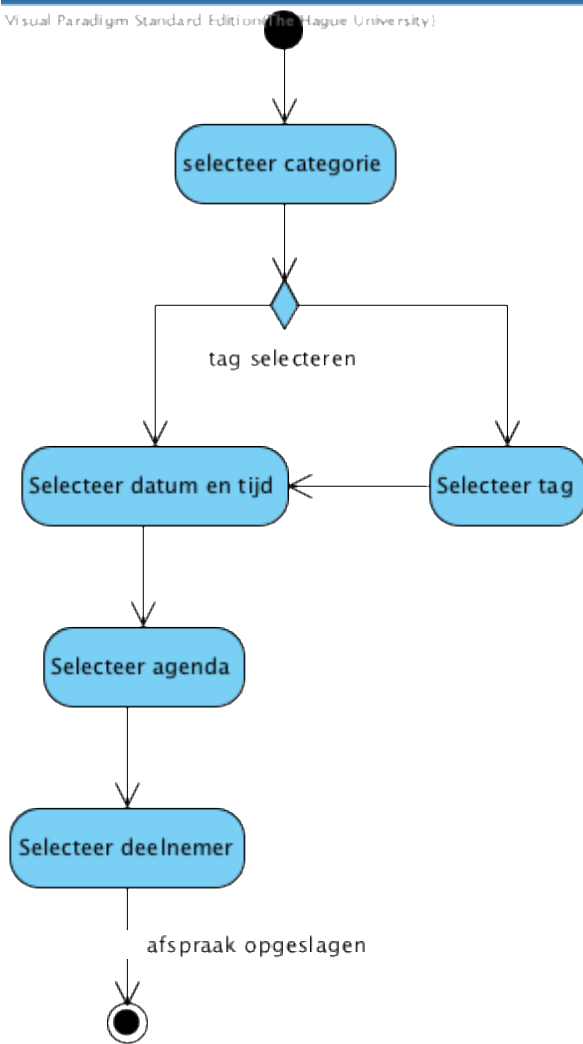 Visual Paradigm Standard Edition(The Hague University)
selecteer categorie
tag selecteren
Selecteer datum en tijd
Selecteer tag
Selecteer agenda
Selecteer deelnemer
afspraak opgeslagen